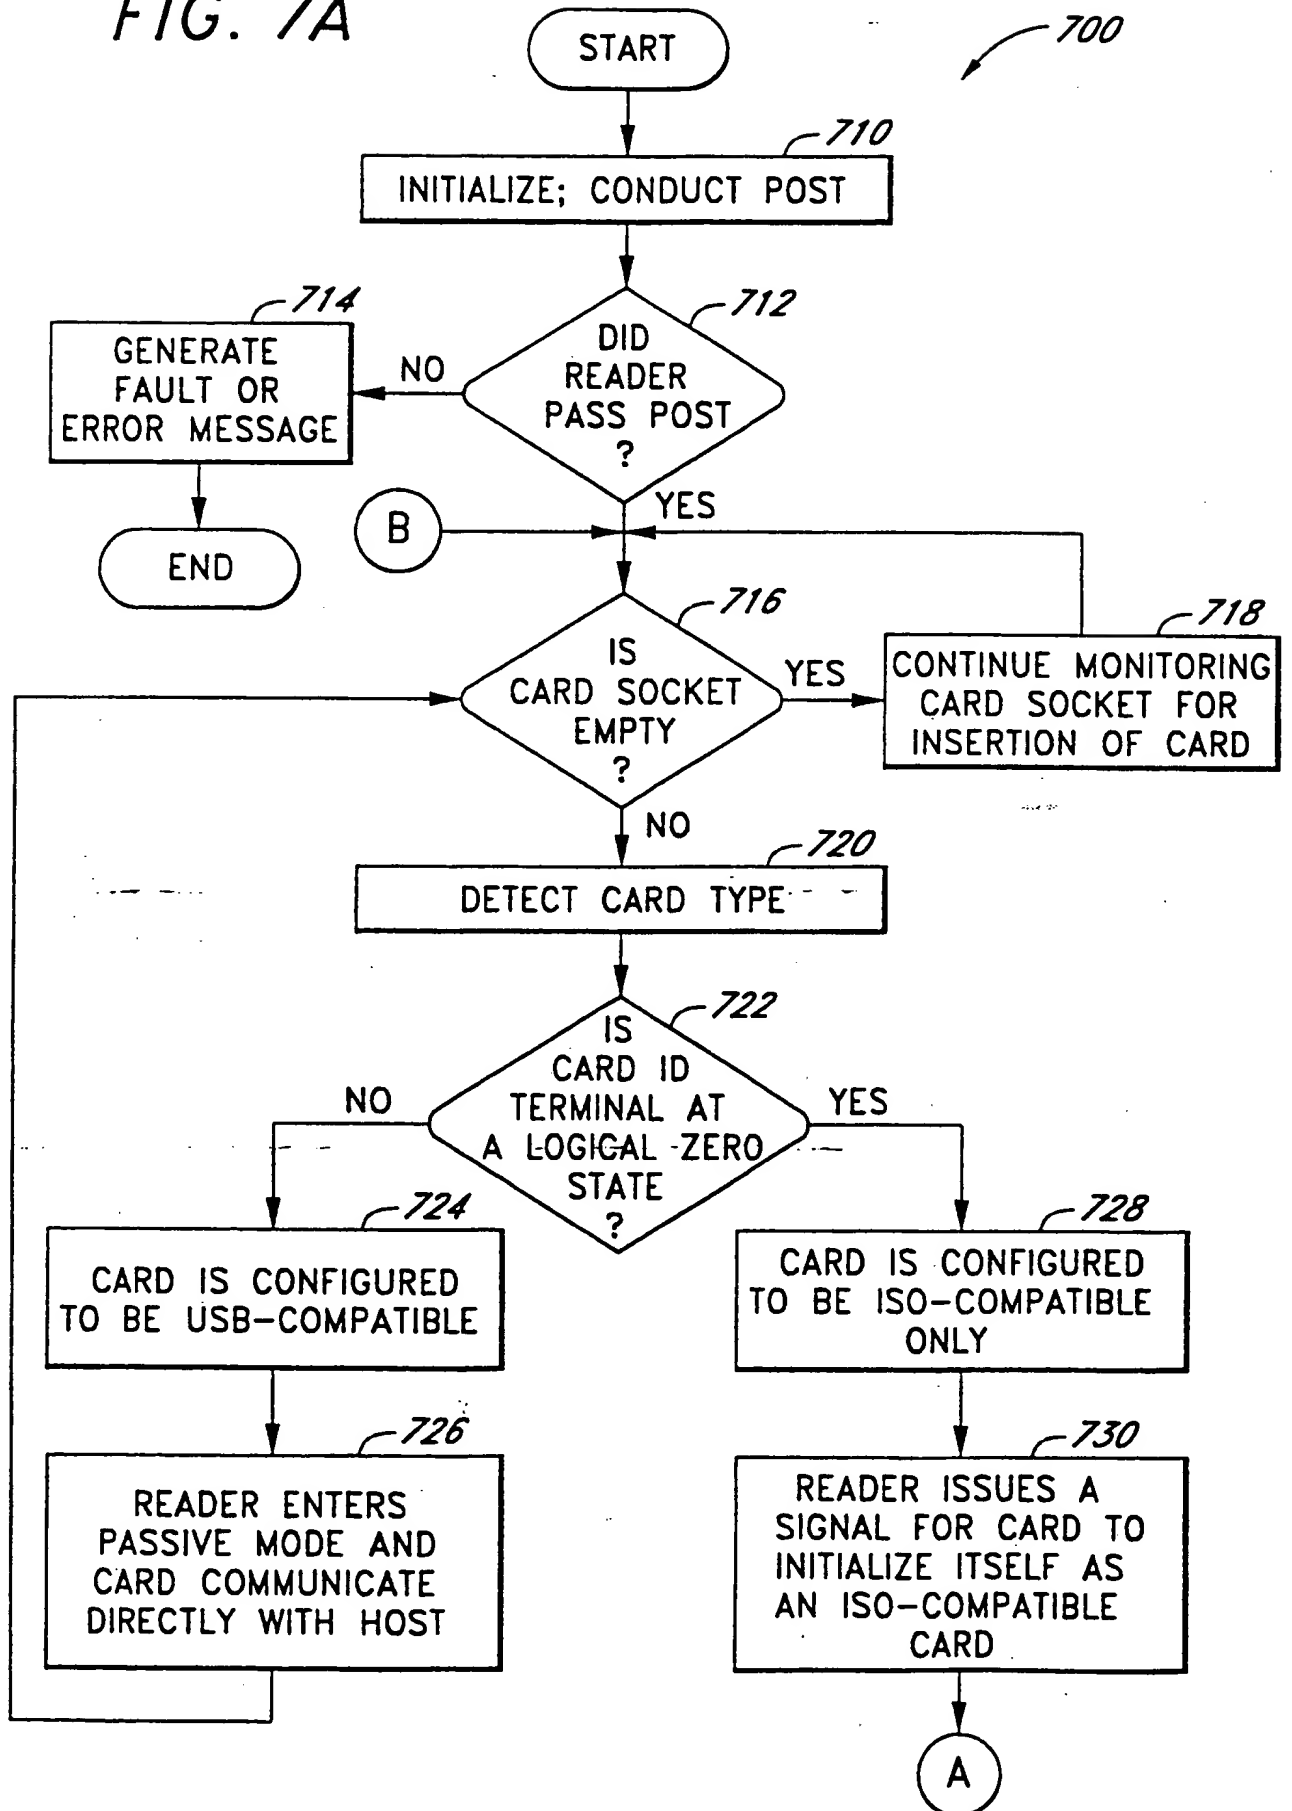 FIG. 7A
START
700
710
INITIALIZE; CONDUCT POST
712
DID
READER
PASS POST
?
714
GENERATE
FAULT OR
ERROR MESSAGE
NO
END
YES
B
716
IS
CARD SOCKET
EMPTY
?
YES
718
CONTINUE MONITORING
CARD SOCKET FOR
INSERTION OF CARD
NO
720
DETECT CARD TYPE
722
IS
CARD ID
TERMINAL AT
A LOGICAL ZERO
STATE
?
NO
YES
724
CARD IS CONFIGURED
TO BE USB-COMPATIBLE
728
CARD IS CONFIGURED
TO BE ISO-COMPATIBLE
ONLY
726
READER ENTERS
PASSIVE MODE AND
CARD COMMUNICATE
DIRECTLY WITH HOST
730
READER ISSUES A
SIGNAL FOR CARD TO
INITIALIZE ITSELF AS
AN ISO-COMPATIBLE
CARD
A